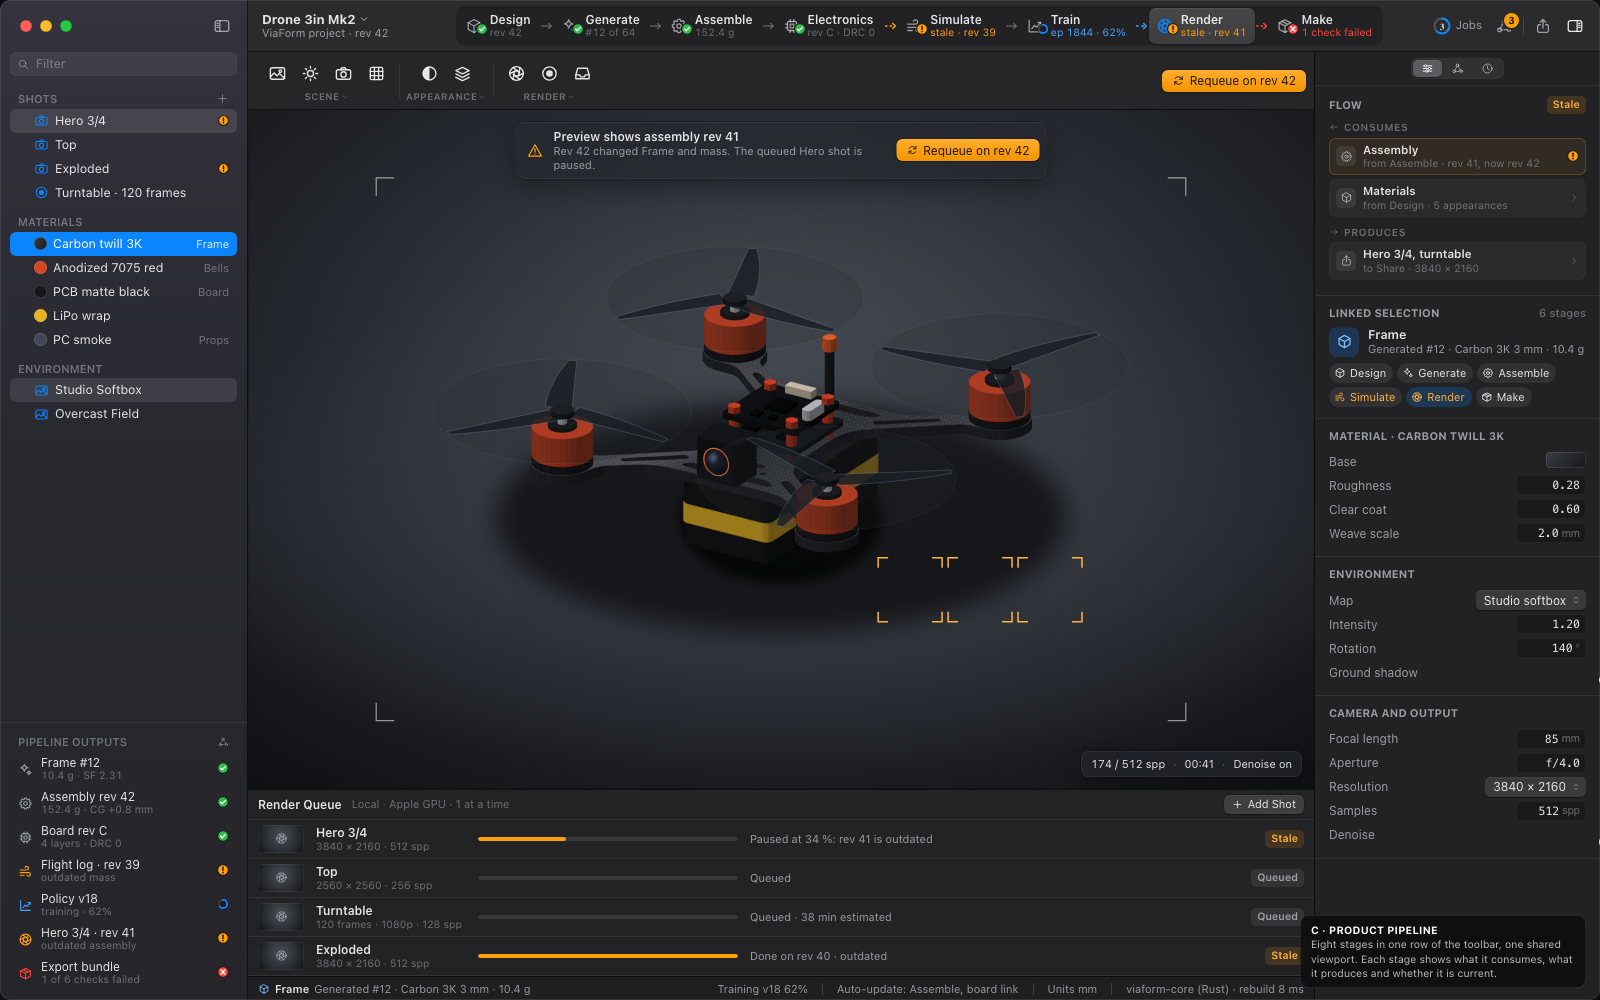 Drone 3in Mk2
ViaForm project · rev 42
Design
rev 42
Generate
#12 of 64
Assemble
152.4 g
Electronics
rev C · DRC 0
Simulate
stale · rev 39
Train
ep 1844 · 62%
Render
stale · rev 41
Make
1 check failed
3 Jobs
3
Filter
SHOTS
Hero 3/4
Top
Exploded
Turntable · 120 frames
MATERIALS
Carbon twill 3K Frame
Anodized 7075 red Bells
PCB matte black Board
LiPo wrap
PC smoke Props
ENVIRONMENT
Studio Softbox
Overcast Field
PIPELINE OUTPUTS
Frame #12
10.4 g · SF 2.31
Assembly rev 42
152.4 g · CG +0.8 mm
Board rev C
4 layers · DRC 0
Flight log · rev 39
outdated mass
Policy v18
training · 62%
Hero 3/4 · rev 41
outdated assembly
Export bundle
1 of 6 checks failed
SCENE
APPEARANCE
RENDER
Requeue on rev 42
Preview shows assembly rev 41
Rev 42 changed Frame and mass. The queued Hero shot is
paused.
Requeue on rev 42
174 / 512 spp · 00:41 · Denoise on
Render Queue Local · Apple GPU · 1 at a time
+ Add Shot
Hero 3/4
3840 × 2160 · 512 spp
Paused at 34 %: rev 41 is outdated
Stale
Top
2560 × 2560 · 256 spp
Queued
Queued
Turntable
120 frames · 1080p · 128 spp
Queued · 38 min estimated
Queued
Exploded
3840 × 2160 · 512 spp
Done on rev 40 · outdated
Stale
Frame Generated #12 · Carbon 3K 3 mm · 10.4 g
Training v18 62%
Auto-update: Assemble, board link
Units mm
viaform-core (Rust) · rebuild 8 ms
FLOW
Stale
← CONSUMES
Assembly
from Assemble · rev 41, now rev 42
Materials
from Design · 5 appearances
→ PRODUCES
Hero 3/4, turntable
to Share · 3840 × 2160
LINKED SELECTION 6 stages
Frame
Generated #12 · Carbon 3K 3 mm · 10.4 g
Design
Generate
Assemble
Simulate
Render
Make
MATERIAL · CARBON TWILL 3K
Base
Roughness 0.28
Clear coat 0.60
Weave scale 2.0 mm
ENVIRONMENT
Map Studio softbox
Intensity 1.20
Rotation 140 °
Ground shadow
CAMERA AND OUTPUT
Focal length 85 mm
Aperture f/4.0
Resolution 3840 × 2160
Samples 512 spp
Denoise
C · PRODUCT PIPELINE
Eight stages in one row of the toolbar, one shared
viewport. Each stage shows what it consumes, what
it produces and whether it is current.